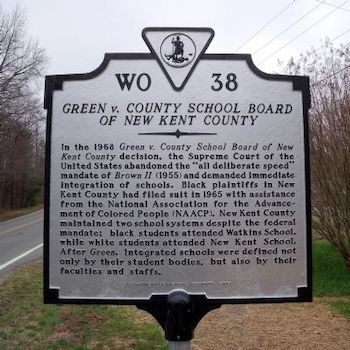 WO 38
GREEN v. COUNTY SCHOOL BOARD
OF NEW KENT COUNTY
In the 1968 Green v. County School Board of New
Kent County decision, the Supreme Court of the
United States abandoned the "all deliberate speed"
mandate of Brown II (1955) and demanded immediate
integration of schools. Black plaintiffs in New
Kent County had filed suit in 1965 with assistance
from the National Association for the Advance-
ment of Colored People (NAACP). New Kent County
maintained two school systems despite the federal
mandate; black students attended Watkins School,
while white students attended New Kent School.
After Green, integrated schools were defined not
only by their student bodies, but also by their
faculties and staffs.